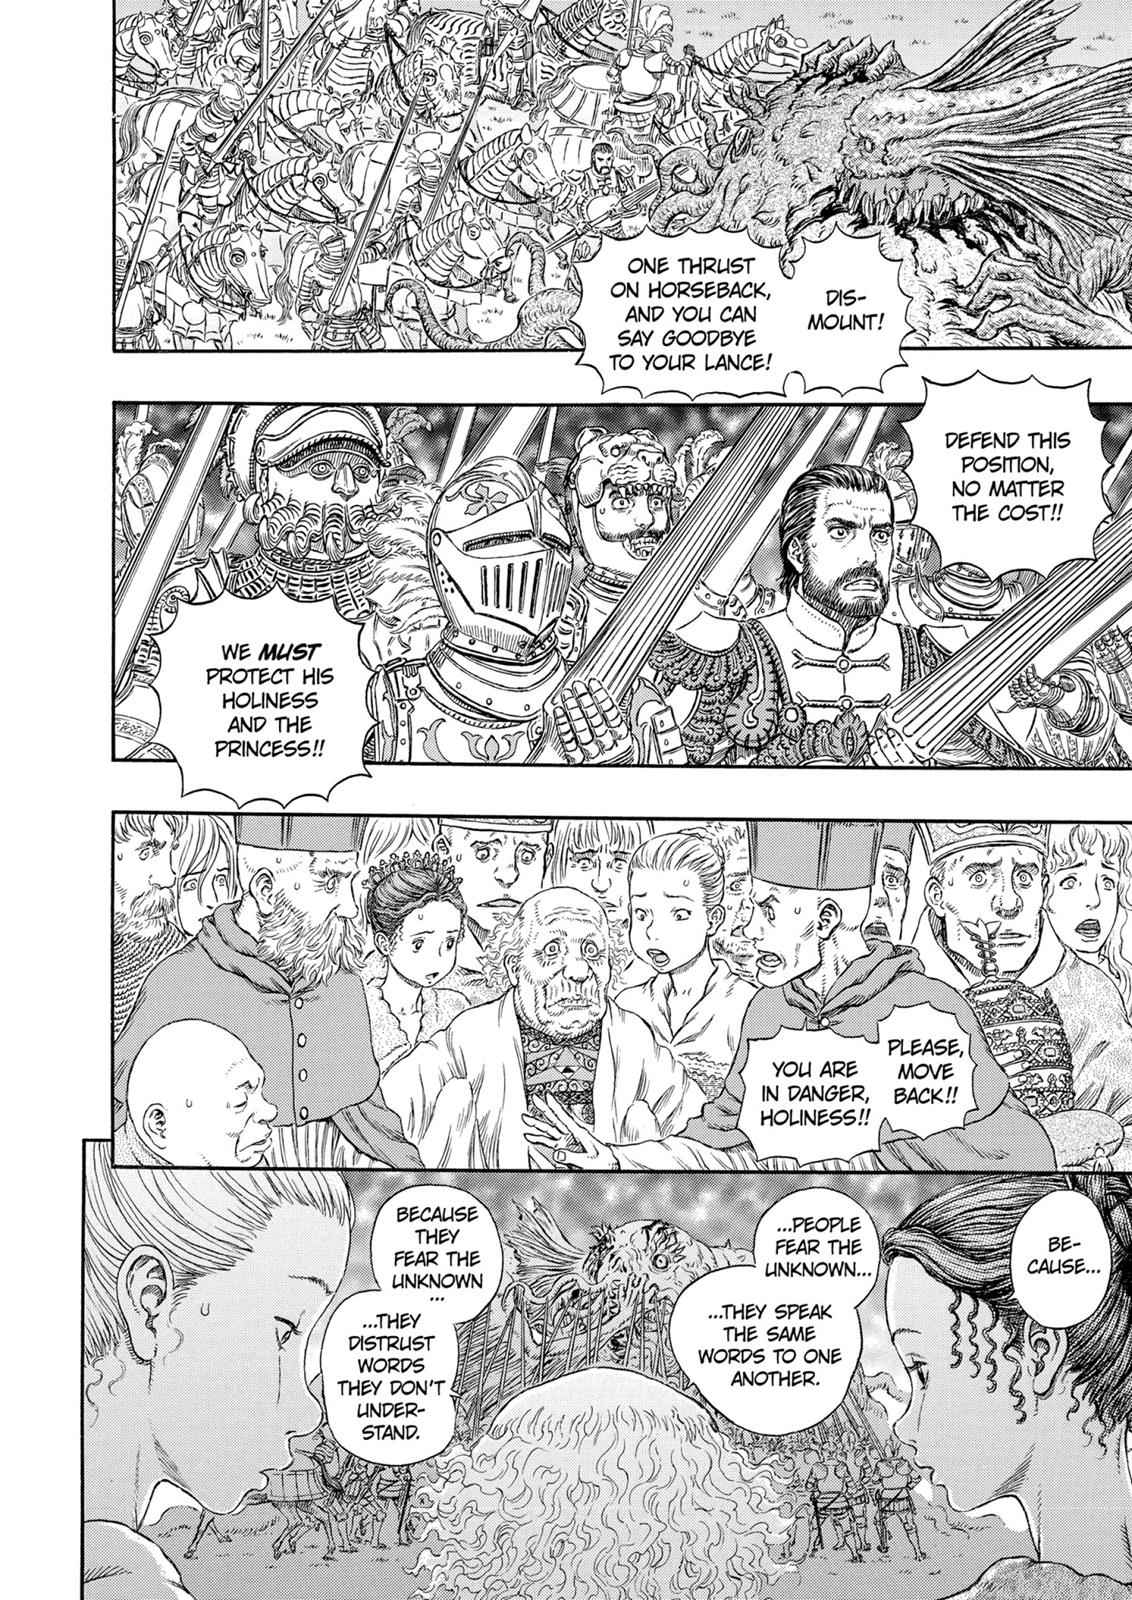 DIS-
MOUNT!
ONE THRUST
ON HORSEBACK,
AND YOU CAN
SAY GOODBYE
TO YOUR LANCE!
DEFEND THIS
POSITION,
NO MATTER
THE COST!!
WE MUST
PROTECT HIS
HOLINESS
AND THE
PRINCESS!!
PLEASE,
MOVE
BACK!!
YOU ARE
IN DANGER,
HOLINESS!!
BE-
CAUSE...
...PEOPLE
FEAR THE
UNKNOWN...
...THEY SPEAK
THE SAME
WORDS TO ONE
ANOTHER.
BECAUSE
THEY
FEAR THE
UNKNOWN
...
...THEY
DISTRUST
WORDS
THEY DON'T
UNDER-
STAND.